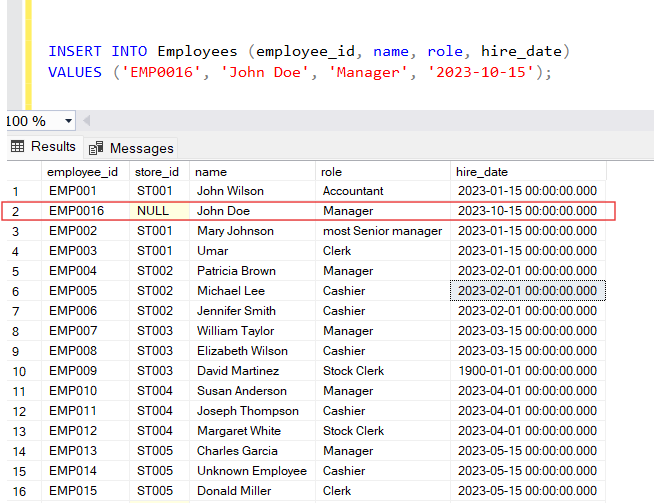 INSERT INTO Employees (employee_id, name, role, hire_date)
VALUES ('EMP0016', 'John Doe', 'Manager', '2023-10-15');
100 %
Results Messages
employee_id store_id name role hire_date
1 EMP001 ST001 John Wilson Accountant 2023-01-15 00:00:00.000
2 EMP0016 NULL John Doe Manager 2023-10-15 00:00:00.000
3 EMP002 ST001 Mary Johnson most Senior manager 2023-01-15 00:00:00.000
4 EMP003 ST001 Umar Clerk 2023-01-15 00:00:00.000
5 EMP004 ST002 Patricia Brown Manager 2023-02-01 00:00:00.000
6 EMP005 ST002 Michael Lee Cashier 2023-02-01 00:00:00.000
7 EMP006 ST002 Jennifer Smith Cashier 2023-02-01 00:00:00.000
8 EMP007 ST003 William Taylor Manager 2023-03-15 00:00:00.000
9 EMP008 ST003 Elizabeth Wilson Cashier 2023-03-15 00:00:00.000
10 EMP009 ST003 David Martinez Stock Clerk 1900-01-01 00:00:00.000
11 EMP010 ST004 Susan Anderson Manager 2023-04-01 00:00:00.000
12 EMP011 ST004 Joseph Thompson Cashier 2023-04-01 00:00:00.000
13 EMP012 ST004 Margaret White Stock Clerk 2023-04-01 00:00:00.000
14 EMP013 ST005 Charles Garcia Manager 2023-05-15 00:00:00.000
15 EMP014 ST005 Unknown Employee Cashier 2023-05-15 00:00:00.000
16 EMP015 ST005 Donald Miller Clerk 2023-05-15 00:00:00.000